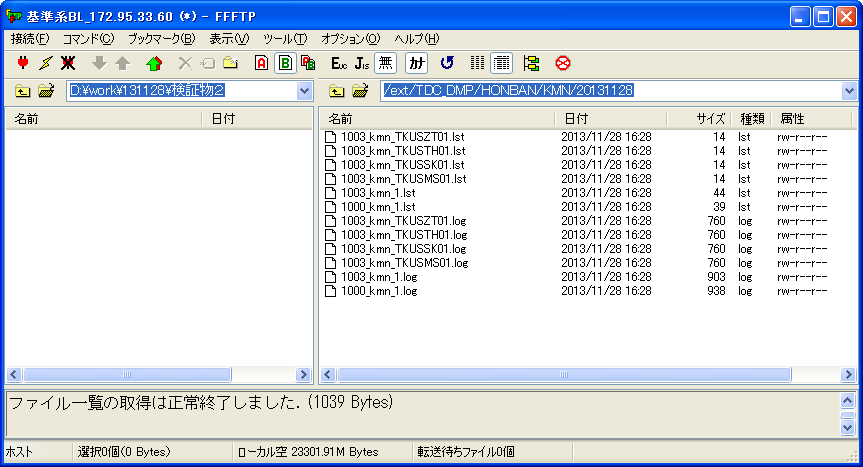 基準系BL_172.95.33.60 (*) - FFFTP
接続(F) コマンド(C) ブックマーク(B) 表示(V) ツール(T) オプション(O) ヘルプ(H)
A B B EUC JIS 無 カナ
D:¥work¥131128¥検証物2 /ext/TDC_DMP/HONBAN/KMN/20131128
名前 日付 名前 日付 サイズ 種類 属性
1003_kmn_TKUSZT01.lst 2013/11/28 16:28 14 lst rw-r--r--
1003_kmn_TKUSTH01.lst 2013/11/28 16:28 14 lst rw-r--r--
1003_kmn_TKUSSK01.lst 2013/11/28 16:28 14 lst rw-r--r--
1003_kmn_TKUSMS01.lst 2013/11/28 16:28 14 lst rw-r--r--
1003_kmn_1.lst 2013/11/28 16:28 44 lst rw-r--r--
1000_kmn_1.lst 2013/11/28 16:28 39 lst rw-r--r--
1003_kmn_TKUSZT01.log 2013/11/28 16:28 760 log rw-r--r--
1003_kmn_TKUSTH01.log 2013/11/28 16:28 760 log rw-r--r--
1003_kmn_TKUSSK01.log 2013/11/28 16:28 760 log rw-r--r--
1003_kmn_TKUSMS01.log 2013/11/28 16:28 760 log rw-r--r--
1003_kmn_1.log 2013/11/28 16:28 903 log rw-r--r--
1000_kmn_1.log 2013/11/28 16:28 938 log rw-r--r--
ファイル一覧の取得は正常終了しました. (1039 Bytes)
ホスト 選択0個(0 Bytes) ローカル空 23301.91M Bytes 転送待ちファイル0個